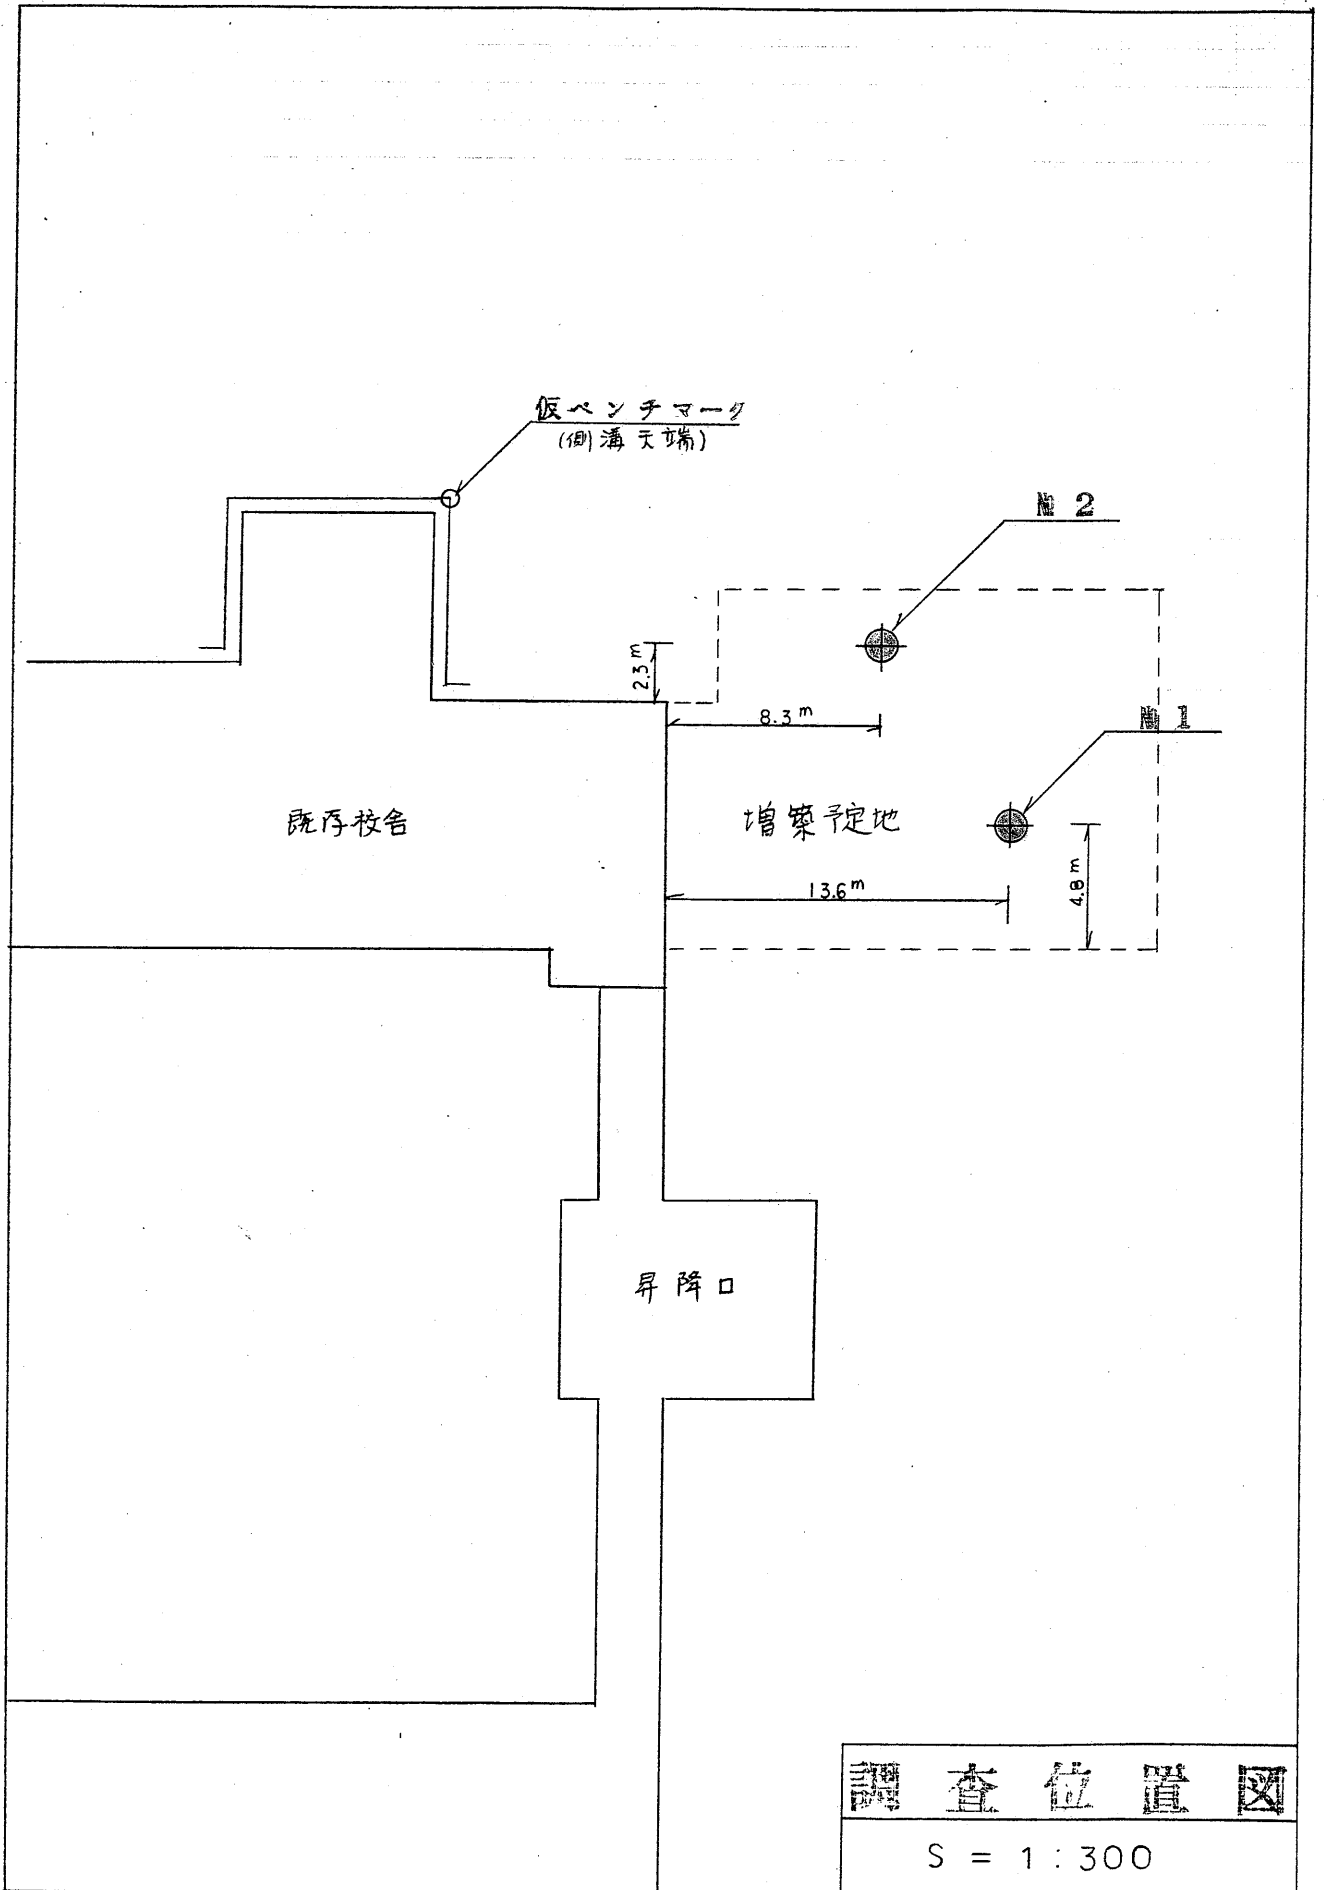 仮ベンチマーク
(側溝天端)
№ 2
2.3m
8.3m
№ 1
既存校舎
増築予定地
13.6m
4.8m
昇降口
調査位置図
S = 1:300